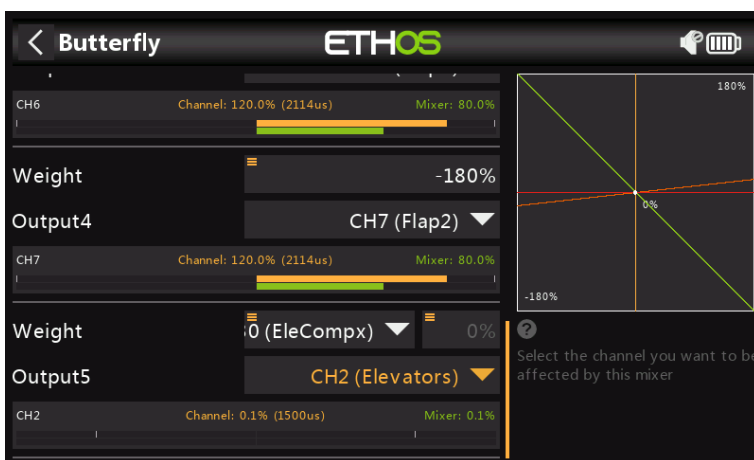 Butterfly
ETHOS
CH6 Channel: 120.0% (2114us) Mixer: 80.0%
Weight -180%
Output4 CH7 (Flap2)
CH7 Channel: 120.0% (2114us) Mixer: 80.0%
Weight (EleCompx) 0%
Output5 CH2 (Elevators)
CH2 Channel: 0.1% (1500us) Mixer: 0.1%
180%
0%
-180%
?
Select the channel you want to be
affected by this mixer